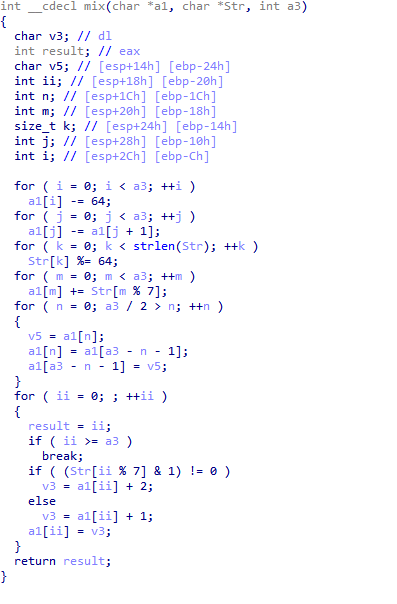 int __cdecl mix(char *a1, char *Str, int a3)
{
  char v3; // dl
  int result; // eax
  char v5; // [esp+14h] [ebp-24h]
  int ii; // [esp+18h] [ebp-20h]
  int n; // [esp+1Ch] [ebp-1Ch]
  int m; // [esp+20h] [ebp-18h]
  size_t k; // [esp+24h] [ebp-14h]
  int j; // [esp+28h] [ebp-10h]
  int i; // [esp+2Ch] [ebp-Ch]

  for ( i = 0; i < a3; ++i )
    a1[i] -= 64;
  for ( j = 0; j < a3; ++j )
    a1[j] -= a1[j + 1];
  for ( k = 0; k < strlen(Str); ++k )
    Str[k] %= 64;
  for ( m = 0; m < a3; ++m )
    a1[m] += Str[m % 7];
  for ( n = 0; a3 / 2 > n; ++n )
  {
    v5 = a1[n];
    a1[n] = a1[a3 - n - 1];
    a1[a3 - n - 1] = v5;
  }
  for ( ii = 0; ; ++ii )
  {
    result = ii;
    if ( ii >= a3 )
      break;
    if ( (Str[ii % 7] & 1) != 0 )
      v3 = a1[ii] + 2;
    else
      v3 = a1[ii] + 1;
    a1[ii] = v3;
  }
  return result;
}